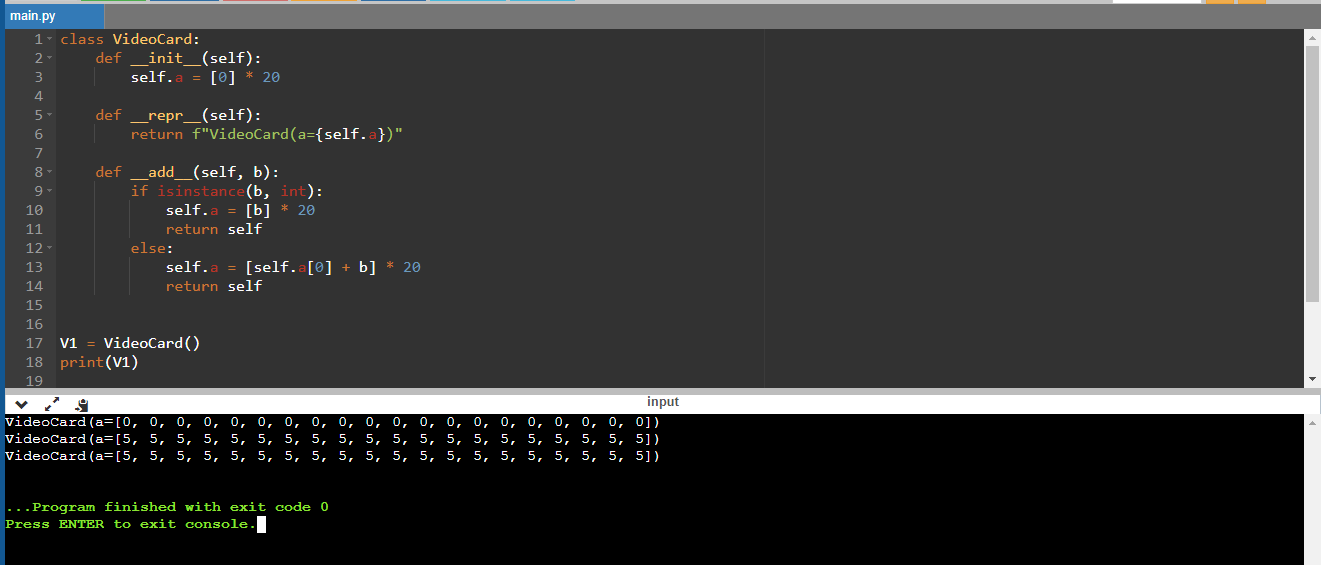 main.py
1 class VideoCard:
2     def __init__(self):
3         self.a = [0] * 20
4
5     def __repr__(self):
6         return f"VideoCard(a={self.a})"
7
8     def __add__(self, b):
9         if isinstance(b, int):
10             self.a = [b] * 20
11             return self
12         else:
13             self.a = [self.a[0] + b] * 20
14             return self
15
16
17 V1 = VideoCard()
18 print(V1)
19
input
VideoCard(a=[0, 0, 0, 0, 0, 0, 0, 0, 0, 0, 0, 0, 0, 0, 0, 0, 0, 0, 0, 0])
VideoCard(a=[5, 5, 5, 5, 5, 5, 5, 5, 5, 5, 5, 5, 5, 5, 5, 5, 5, 5, 5, 5])
VideoCard(a=[5, 5, 5, 5, 5, 5, 5, 5, 5, 5, 5, 5, 5, 5, 5, 5, 5, 5, 5, 5])
...Program finished with exit code 0
Press ENTER to exit console.